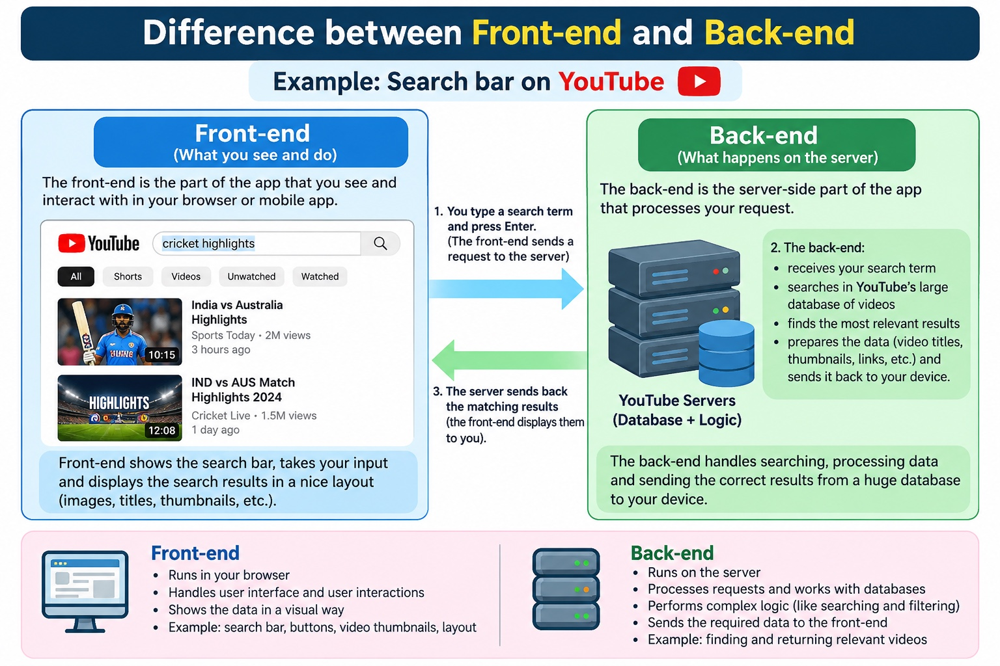 Difference between Front-end and Back-end
Example: Search bar on YouTube
Front-end
(What you see and do)
The front-end is the part of the app that you see and
interact with in your browser or mobile app.
YouTube
cricket highlights
All
Shorts
Videos
Unwatched
Watched
10:15
India vs Australia
Highlights
Sports Today • 2M views
3 hours ago
HIGHLIGHTS
12:08
IND vs AUS Match
Highlights 2024
Cricket Live • 1.5M views
1 day ago
Front-end shows the search bar, takes your input
and displays the search results in a nice layout
(images, titles, thumbnails, etc.).
1. You type a search term
and press Enter.
(The front-end sends a
request to the server)
3. The server sends back
the matching results
(the front-end displays them
to you).
Back-end
(What happens on the server)
The back-end is the server-side part of the app
that processes your request.
YouTube Servers
(Database + Logic)
2. The back-end:
• receives your search term
• searches in YouTube's large
database of videos
• finds the most relevant results
• prepares the data (video titles,
thumbnails, links, etc.) and
sends it back to your device.
The back-end handles searching, processing data
and sending the correct results from a huge database
to your device.
Front-end
• Runs in your browser
• Handles user interface and user interactions
• Shows the data in a visual way
• Example: search bar, buttons, video thumbnails, layout
Back-end
• Runs on the server
• Processes requests and works with databases
• Performs complex logic (like searching and filtering)
• Sends the required data to the front-end
• Example: finding and returning relevant videos